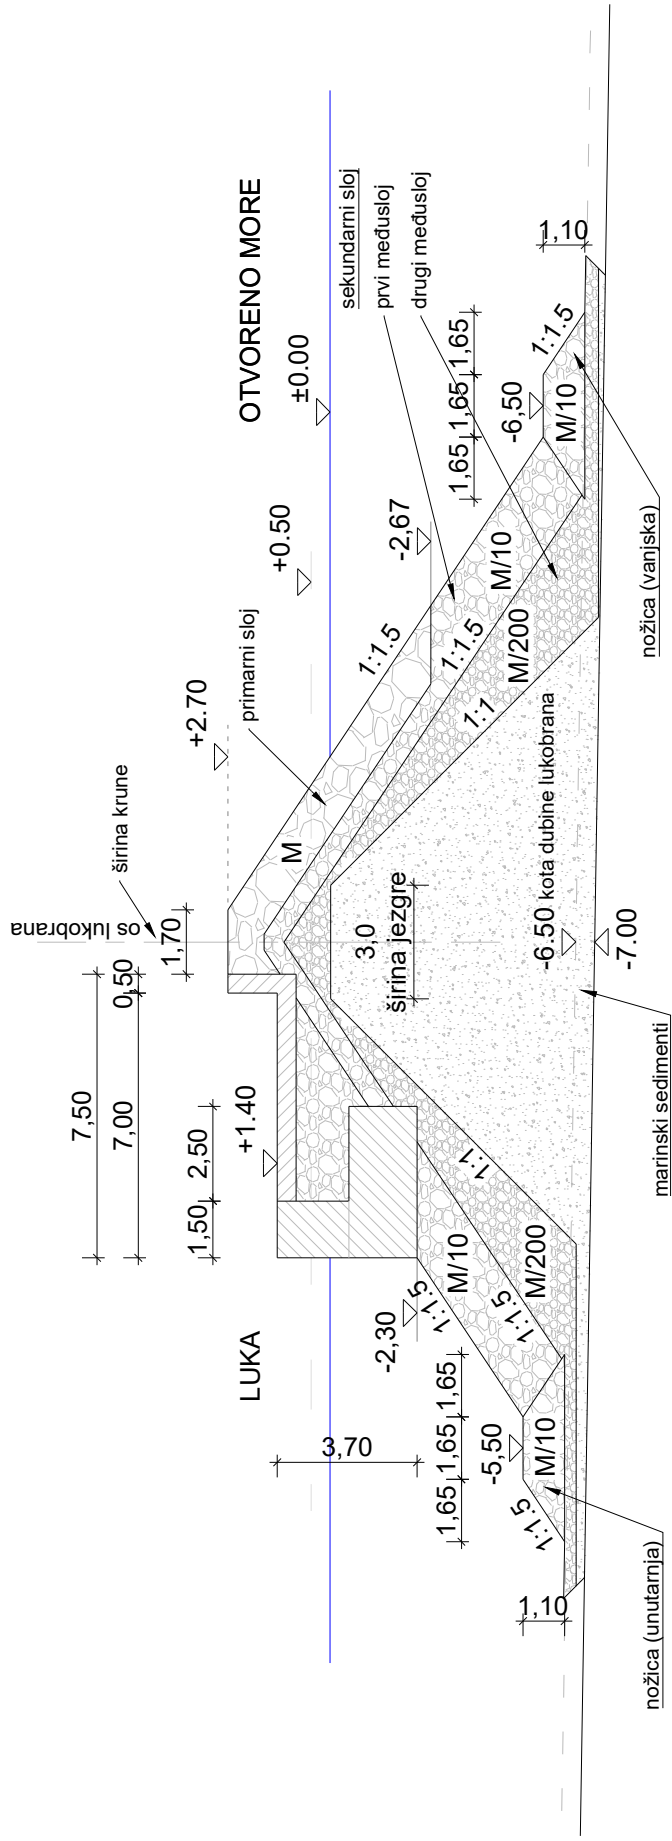 7,50
7,00
0,50
1,50
2,50
1,70
os lukobrana
širina krune
+2.70
+1.40
LUKA
OTVORENO MORE
+0.50
±0.00
primarni sloj
sekundarni sloj
prvi međusloj
drugi međusloj
3,70
-2,30
-2,67
M
1:1.5
1:1.5
1:1.5
1:1.5
1:1
1:1
M/10
M/200
M/10
M/200
3,0
širina jezgre
1,65
1,65
1,65
-5,50
M/10
1:1.5
1,10
1,65
1,65
1,65
-6,50
M/10
1:1.5
1,10
-6.50 kota dubine lukobrana
-7.00
nožica (unutarnja)
marinski sedimenti
nožica (vanjska)